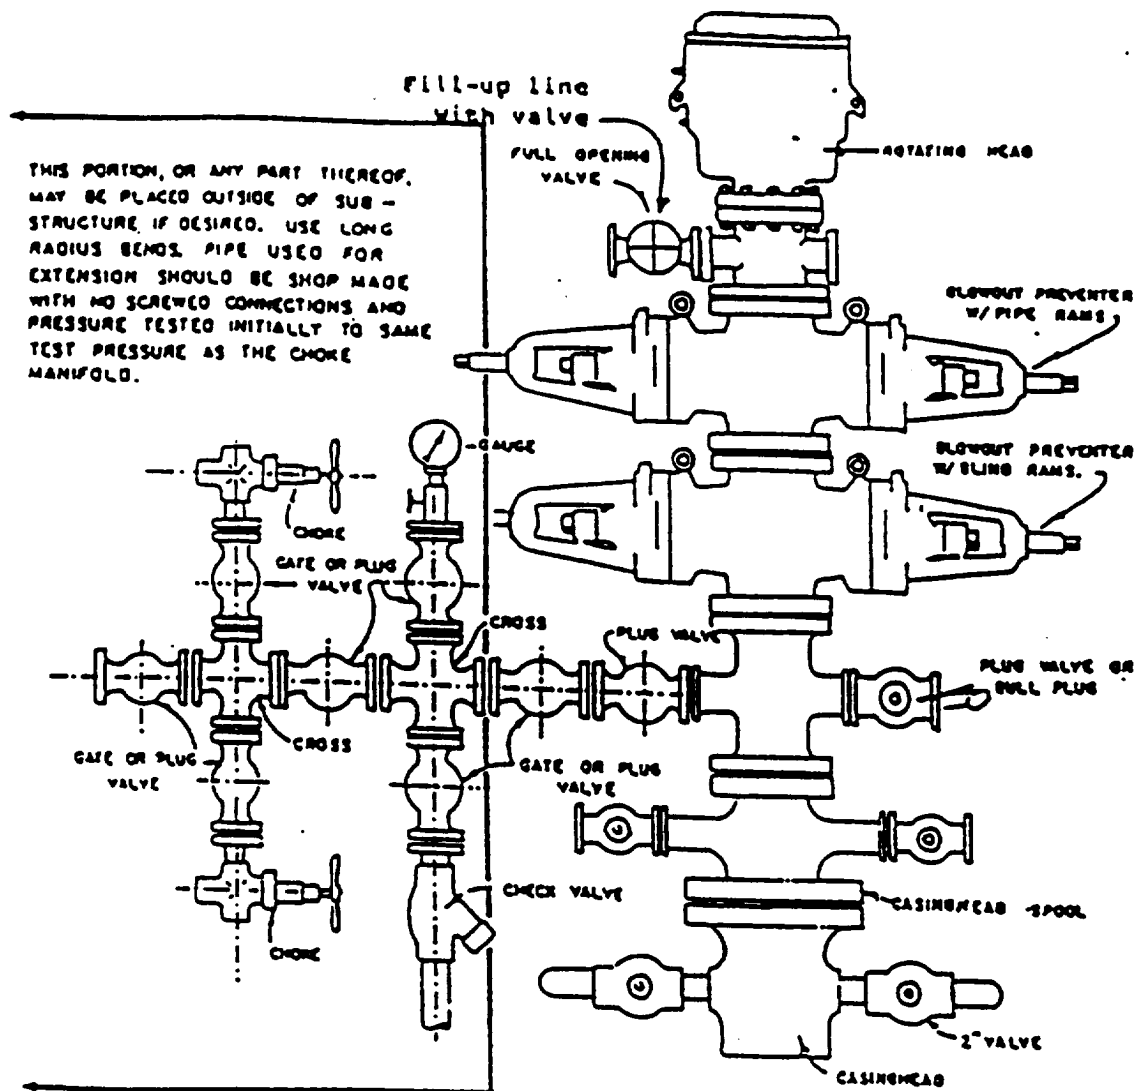 Fill-up line
with valve
FULL OPENING
VALVE
ROTATING HEAD
THIS PORTION, OR ANY PART THEREOF,
MAY BE PLACED OUTSIDE OF SUB-
STRUCTURE IF DESIRED. USE LONG
RADIUS BENDS. PIPE USED FOR
EXTENSION SHOULD BE SHOP MADE
WITH NO SCREWED CONNECTIONS AND
PRESSURE TESTED INITIALLY TO SAME
TEST PRESSURE AS THE CHOKE
MANIFOLD.
BLOWOUT PREVENTER
W/ PIPE RAMS.
GAUGE
BLOWOUT PREVENTER
W/ BLIND RAMS.
CHOKE
GATE OR PLUG
VALVE
CROSS
PLUG VALVE
PLUG VALVE OR
BULL PLUG
CROSS
GATE OR PLUG
VALVE
GATE OR PLUG
VALVE
CHECK VALVE
CASINGHEAD SPOOL
CHOKE
2" VALVE
CASINGHEAD